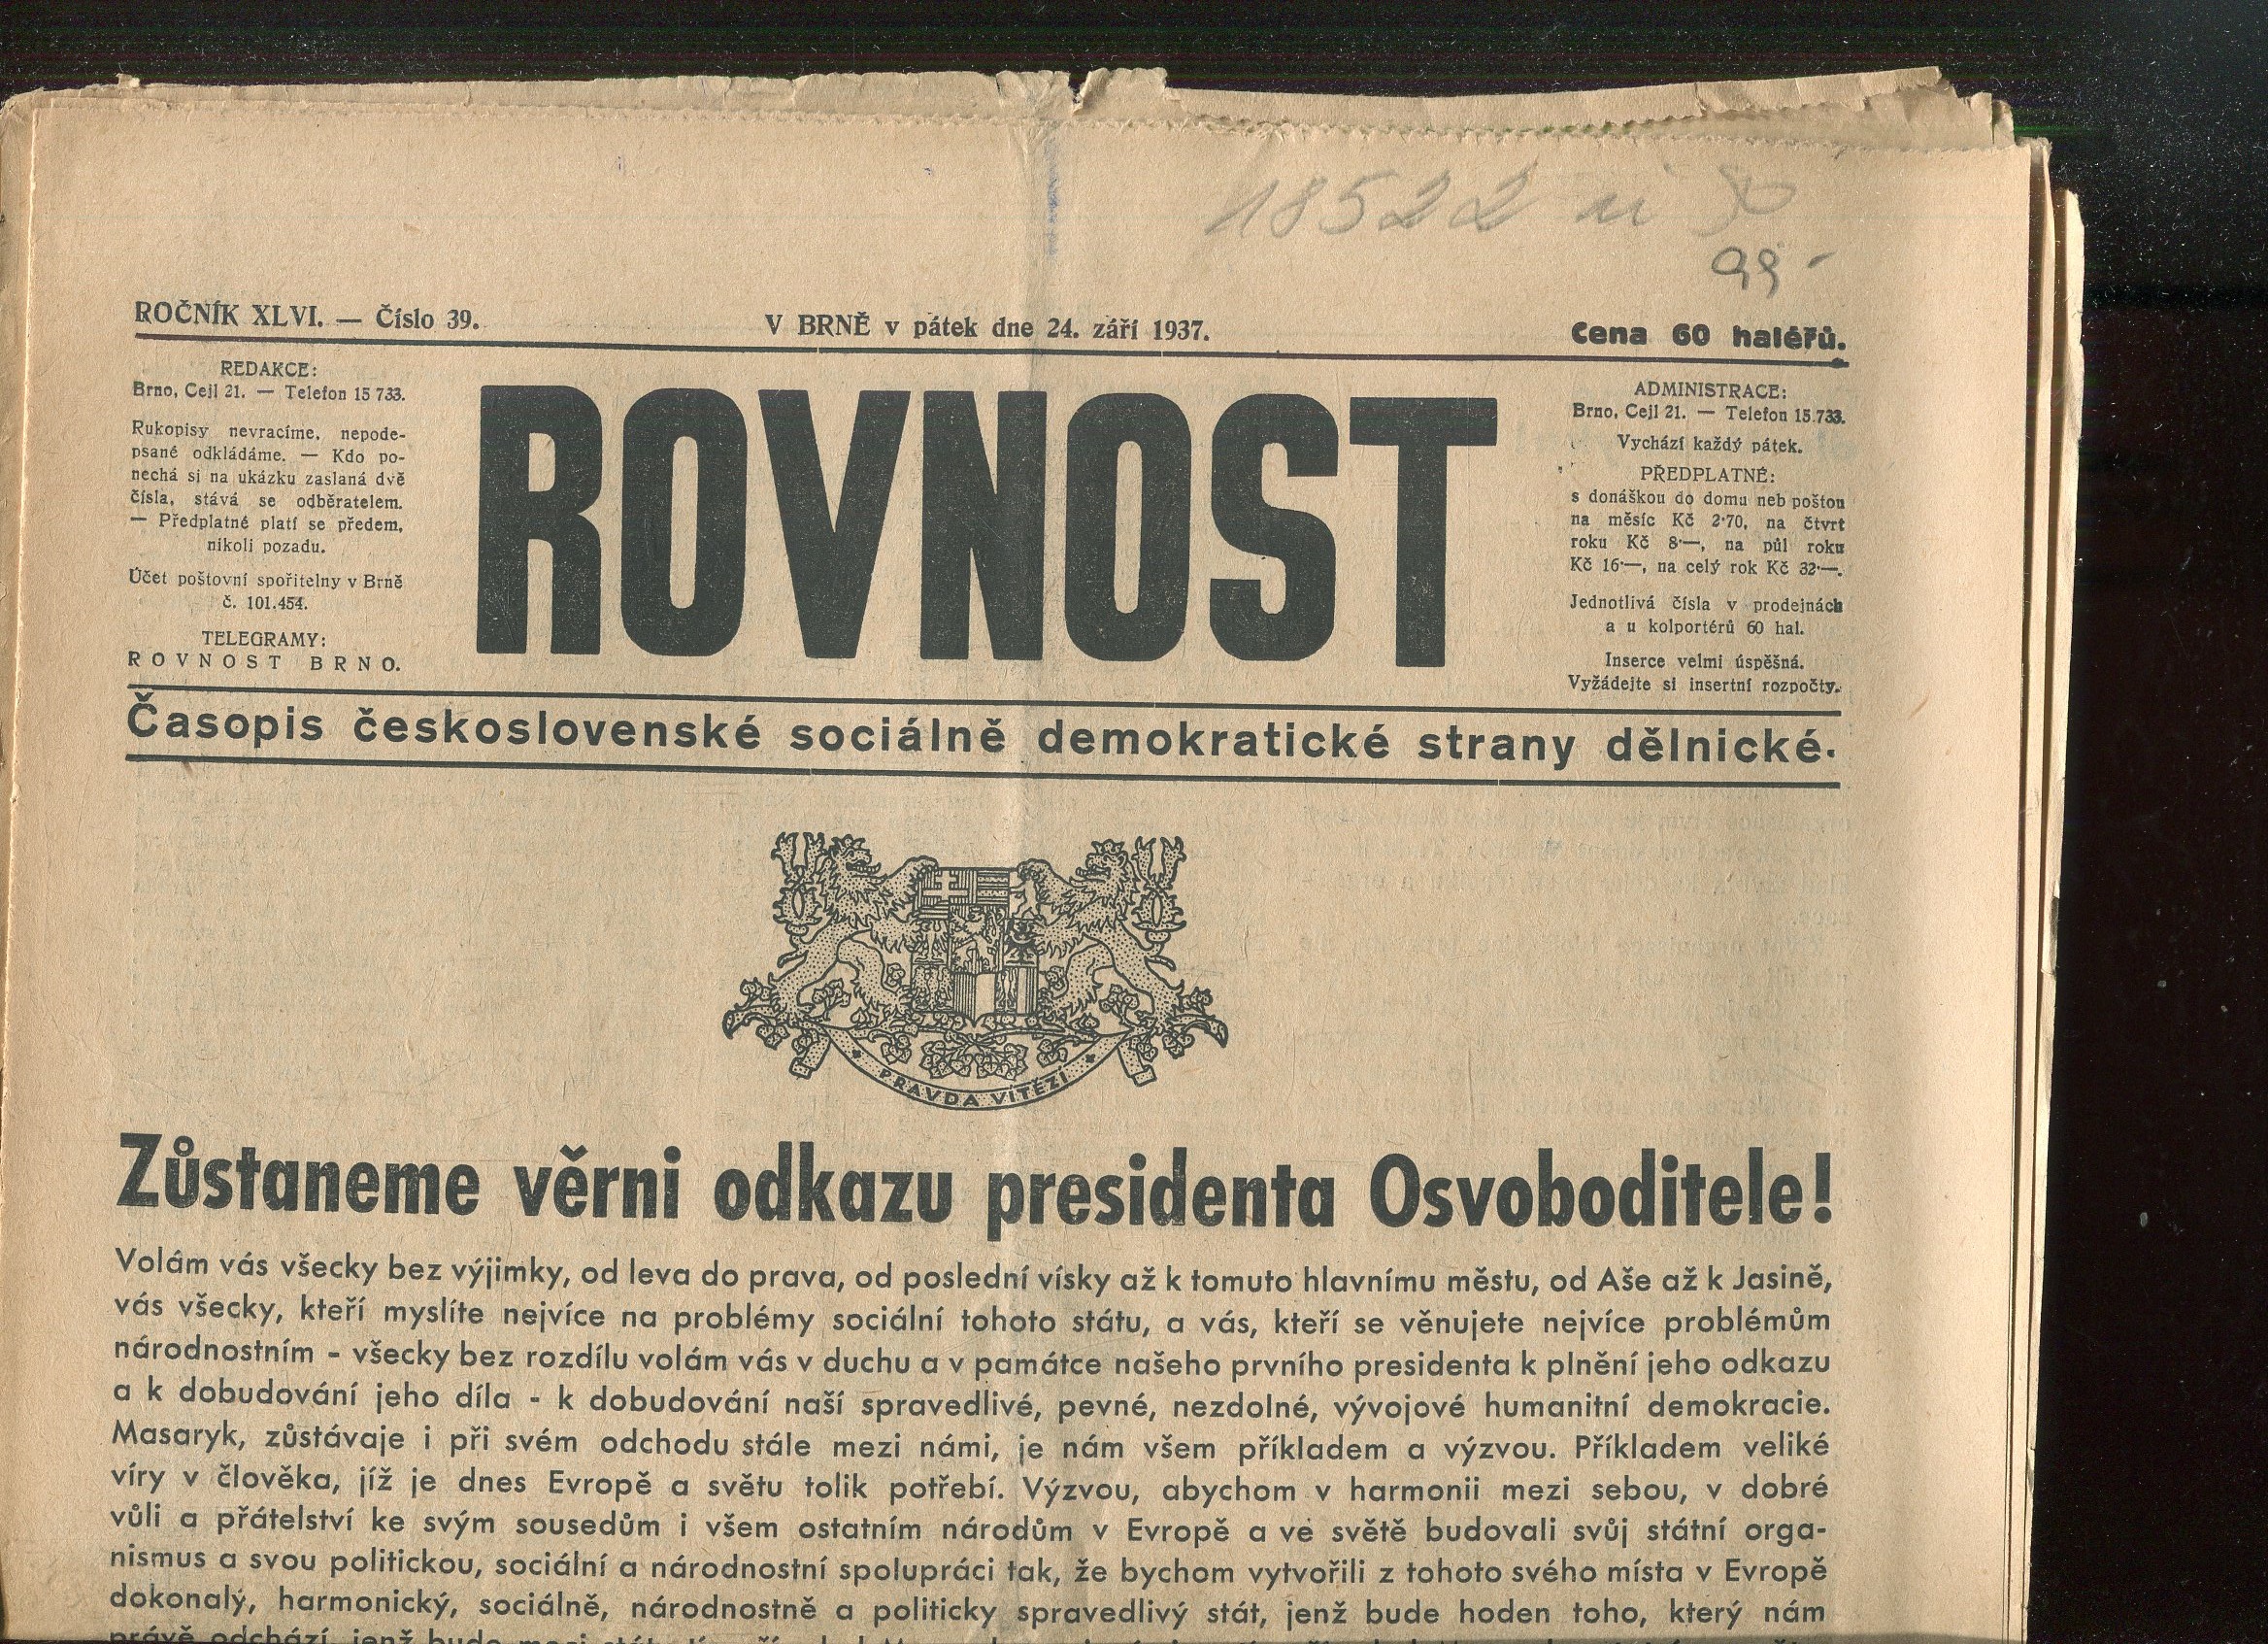 18522
99-
ROČNÍK XLVI. — Číslo 39.
V BRNĚ v pátek dne 24. září 1937.
Cena 60 haléřů.
REDAKCE:
Brno, Cejl 21. — Telefon 15 733.
Rukopisy nevracíme, nepode-
psané odkládáme. — Kdo po-
nechá si na ukázku zaslaná dvě
čísla, stává se odběratelem.
— Předplatné platí se předem,
nikoli pozadu.
Účet poštovní spořitelny v Brně
č. 101.454.
TELEGRAMY:
ROVNOST BRNO.
ROVNOST
ADMINISTRACE:
Brno, Cejl 21. — Telefon 15.733.
Vychází každý pátek.
PŘEDPLATNÉ:
s donáškou do domu neb poštou
na měsíc Kč 2·70, na čtvrt
roku Kč 8·—, na půl roku
Kč 16·—, na celý rok Kč 32·—.
Jednotlivá čísla v prodejnách
a u kolportérů 60 hal.
Inserce velmi úspěšná.
Vyžádejte si insertní rozpočty.
Časopis československé sociálně demokratické strany dělnické.
PRAVDA VÍTĚZÍ
Zůstaneme věrni odkazu presidenta Osvoboditele!
Volám vás všecky bez výjimky, od leva do prava, od poslední vísky až k tomuto hlavnímu městu, od Aše až k Jasině,
vás všecky, kteří myslíte nejvíce na problémy sociální tohoto státu, a vás, kteří se věnujete nejvíce problémům
národnostním - všecky bez rozdílu volám vás v duchu a v památce našeho prvního presidenta k plnění jeho odkazu
a k dobudování jeho díla - k dobudování naší spravedlivé, pevné, nezdolné, vývojové humanitní demokracie.
Masaryk, zůstávaje i při svém odchodu stále mezi námi, je nám všem příkladem a výzvou. Příkladem veliké
víry v člověka, jíž je dnes Evropě a světu tolik potřebí. Výzvou, abychom v harmonii mezi sebou, v dobré
vůli a přátelství ke svým sousedům i všem ostatním národům v Evropě a ve světě budovali svůj státní orga-
nismus a svou politickou, sociální a národnostní spolupráci tak, že bychom vytvořili z tohoto svého místa v Evropě
dokonalý, harmonický, sociálně, národnostně a politicky spravedlivý stát, jenž bude hoden toho, který nám
právě odchází, jenž bude